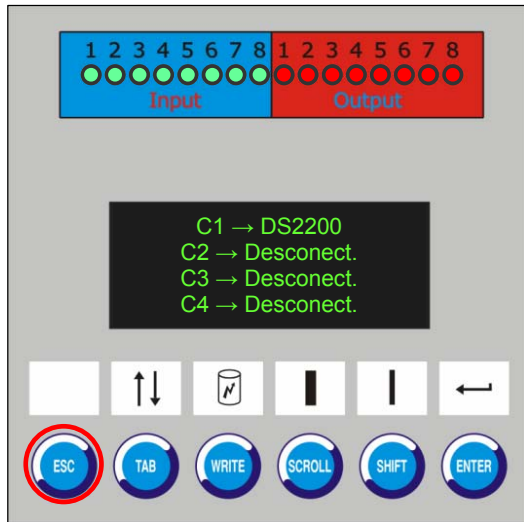 1 2 3 4 5 6 7 8 1 2 3 4 5 6 7 8
Input Output
C1 → DS2200
C2 → Desconect.
C3 → Desconect.
C4 → Desconect.
ESC TAB WRITE SCROLL SHIFT ENTER